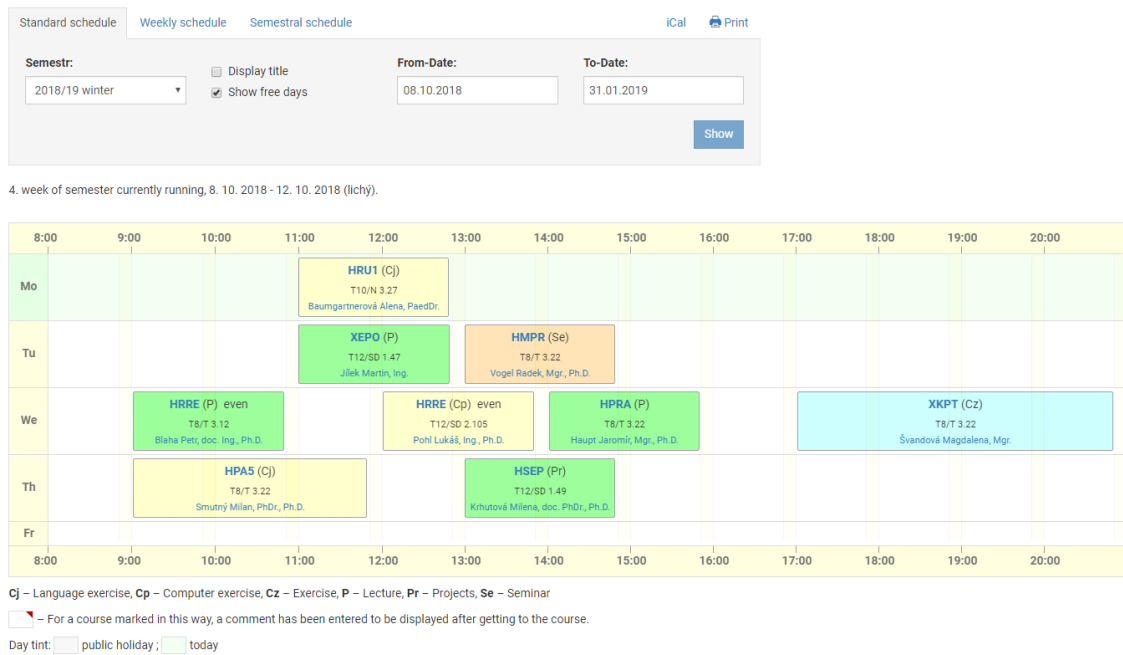 Standard schedule Weekly schedule Semestral schedule iCal Print
Semestr: From-Date: To-Date:
Display title
2018/19 winter 08.10.2018 31.01.2019
Show free days
Show
4. week of semester currently running, 8. 10. 2018 - 12. 10. 2018 (lichý).
8:00 9:00 10:00 11:00 12:00 13:00 14:00 15:00 16:00 17:00 18:00 19:00 20:00
Mo
HRU1 (Cj)
T10/N 3.27
Baumgartnerová Alena, PaedDr.
Tu
XEPO (P)
T12/SD 1.47
Jílek Martin, Ing.
HMPR (Se)
T8/T 3.22
Vogel Radek, Mgr., Ph.D.
We
HRRE (P) even
T8/T 3.12
Blaha Petr, doc. Ing., Ph.D.
HRRE (Cp) even
T12/SD 2.105
Pohl Lukáš, Ing., Ph.D.
HPRA (P)
T8/T 3.22
Haupt Jaromír, Mgr., Ph.D.
XKPT (Cz)
T8/T 3.22
Švandová Magdalena, Mgr.
Th
HPA5 (Cj)
T8/T 3.22
Smutný Milan, PhDr., Ph.D.
HSEP (Pr)
T12/SD 1.49
Krhutová Milena, doc. PhDr., Ph.D.
Fr
8:00 9:00 10:00 11:00 12:00 13:00 14:00 15:00 16:00 17:00 18:00 19:00 20:00
Cj – Language exercise, Cp – Computer exercise, Cz – Exercise, P – Lecture, Pr – Projects, Se – Seminar
– For a course marked in this way, a comment has been entered to be displayed after getting to the course.
Day tint: public holiday ; today